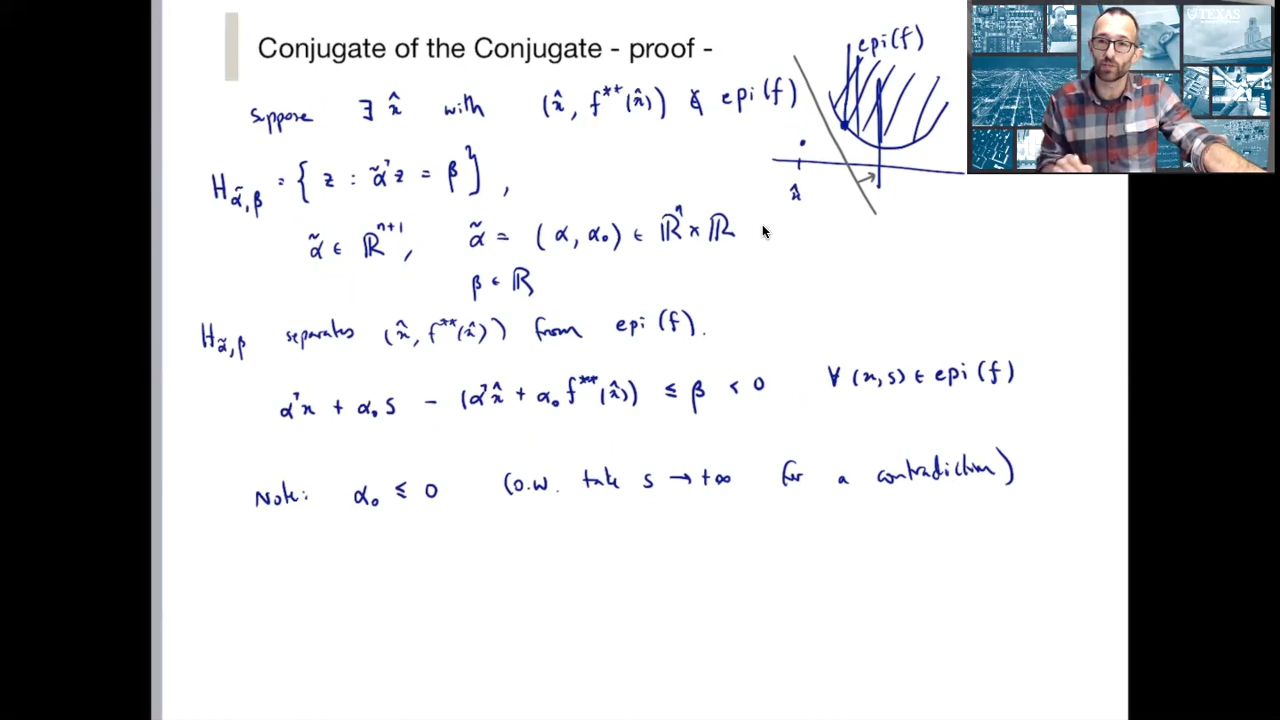 Conjugate of the Conjugate - proof -
epi(f)
TEXAS
suppose ∃ x̂ with (x̂, f**(x̂)) ∉ epi(f)
H_α̃,β = { z : α̃ᵀz = β } ,
x̂
α̃ ∈ ℝⁿ⁺¹, α̃ = (α, α₀) ∈ ℝⁿ × ℝ
β ∈ ℝ
H_α̃,β separates (x̂, f**(x̂)) from epi(f).
αᵀx + α₀s - (αᵀx̂ + α₀f**(x̂)) ≤ β < 0 ∀ (x,s) ∈ epi(f)
Note: α₀ ≤ 0 (o.w. take s → +∞ for a contradiction)